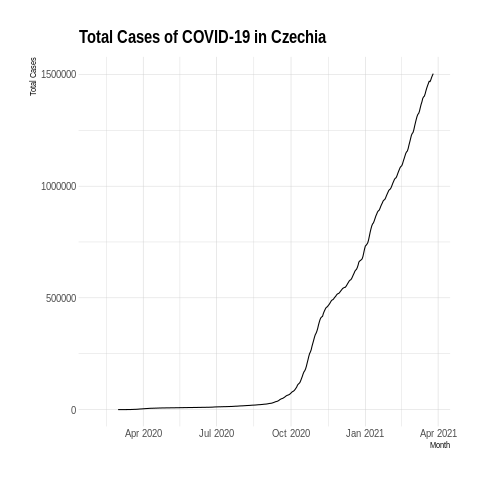 Total Cases of COVID-19 in Czechia
Total Cases
1500000
1000000
500000
0
Apr 2020 Jul 2020 Oct 2020 Jan 2021 Apr 2021
Month